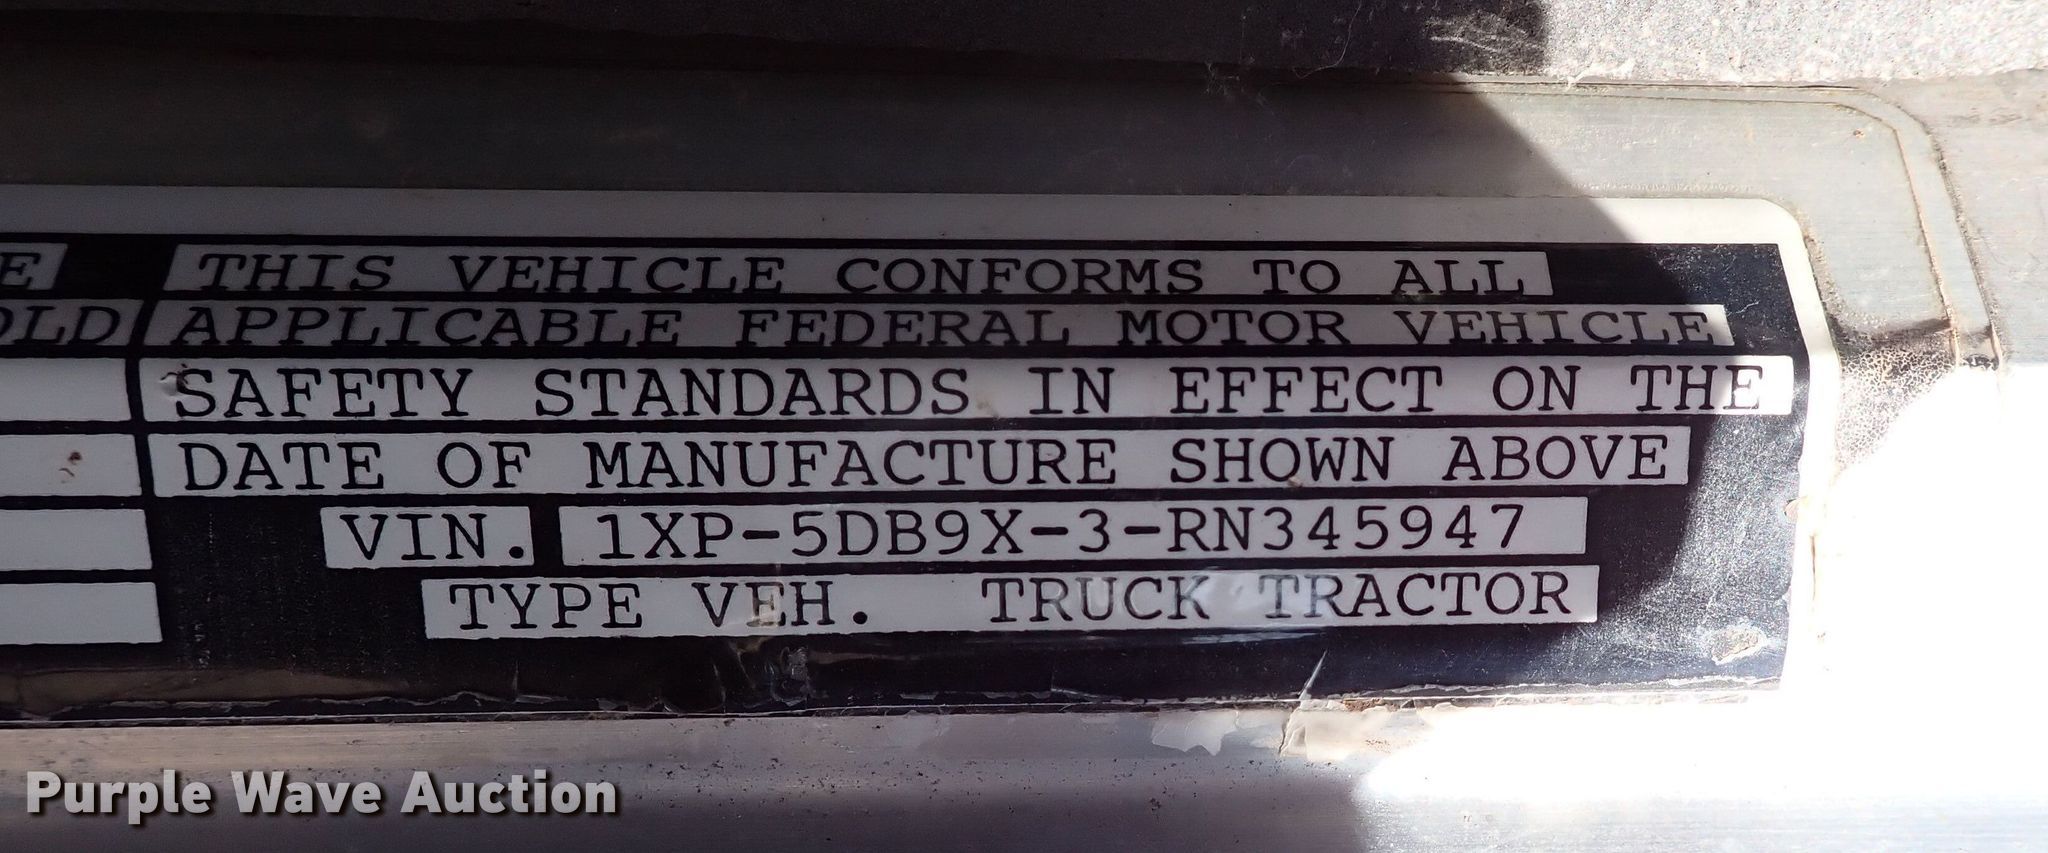 E THIS VEHICLE CONFORMS TO ALL
OLD APPLICABLE FEDERAL MOTOR VEHICLE
SAFETY STANDARDS IN EFFECT ON THE
DATE OF MANUFACTURE SHOWN ABOVE
VIN. 1XP-5DB9X-3-RN345947
TYPE VEH. TRUCK TRACTOR
Purple Wave Auction